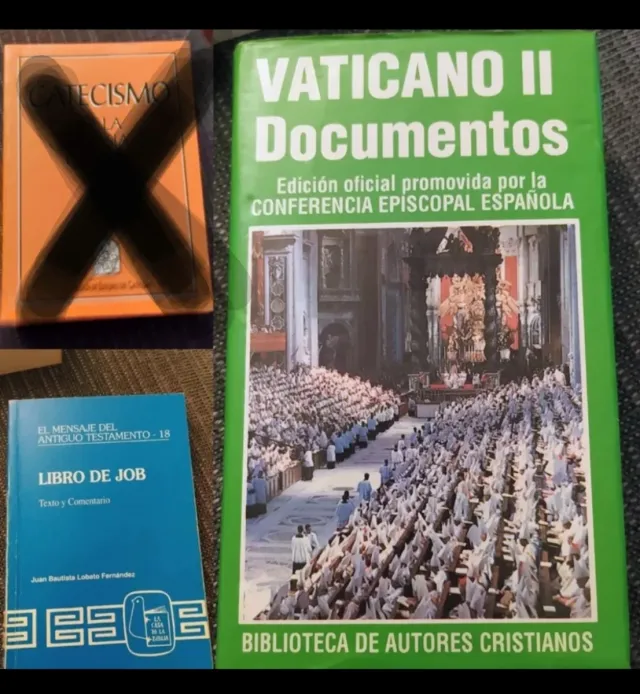 CATECISMO
LA
VATICANO II
Documentos
Edición oficial promovida por la
CONFERENCIA EPISCOPAL ESPAÑOLA
BIBLIOTECA DE AUTORES CRISTIANOS
EL MENSAJE DEL
ANTIGUO TESTAMENTO - 18
LIBRO DE JOB
Texto y Comentario
Juan Bautista Lobato Fernández
LA
CASA
DE LA
BIBLIA